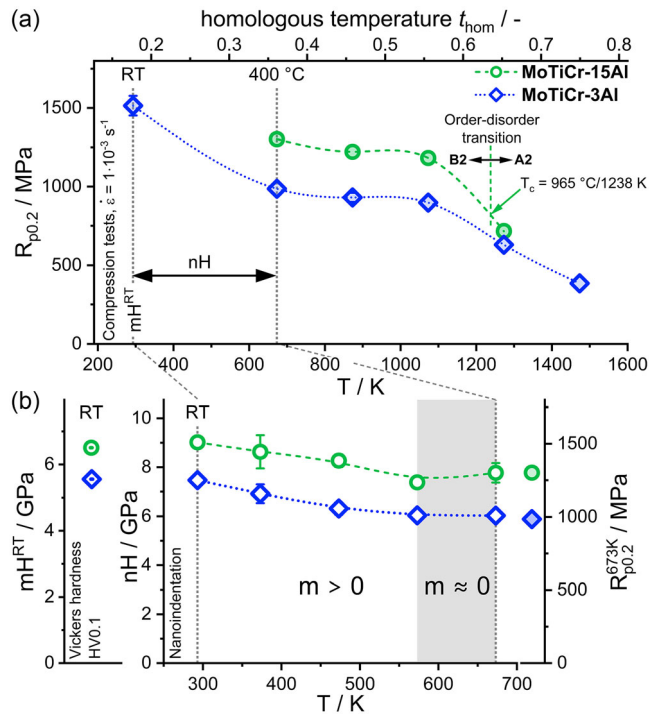 homologous temperature t_hom / -
(a)
0.2 0.3 0.4 0.5 0.6 0.7 0.8
RT
400 °C
MoTiCr-15Al
MoTiCr-3Al
Order-disorder
transition
B2 A2
T_c = 965 °C/1238 K
R_p0.2 / MPa
1500
1000
500
0
Compression tests, ε̇ = 1·10⁻³ s⁻¹
mH^RT
nH
200 400 600 800 1000 1200 1400 1600
T / K
(b)
RT
mH^RT / GPa
6
4
2
0
Vickers hardness
HV0.1
nH / GPa
10
8
6
4
2
0
Nanoindentation
RT
m > 0
m ≈ 0
1500
1000
500
0
R_p0.2^673K / MPa
300 400 500 600 700
T / K